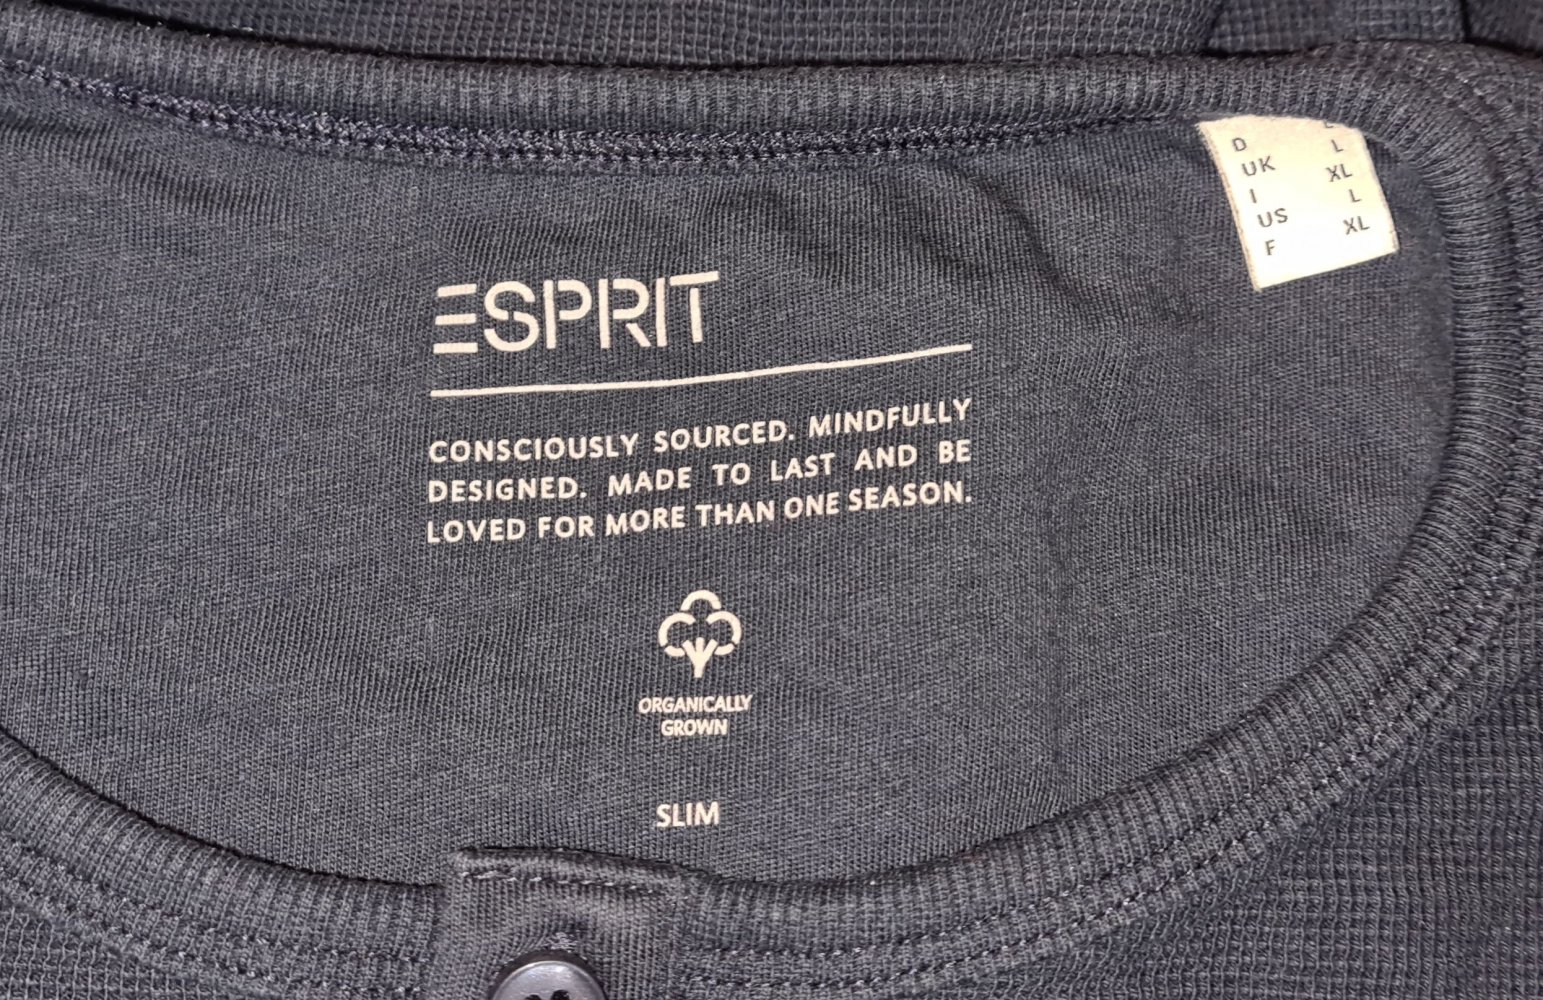 ESPRIT
CONSCIOUSLY SOURCED. MINDFULLY
DESIGNED. MADE TO LAST AND BE
LOVED FOR MORE THAN ONE SEASON.
ORGANICALLY
GROWN
SLIM
D
UK L
I XL
US L
F XL